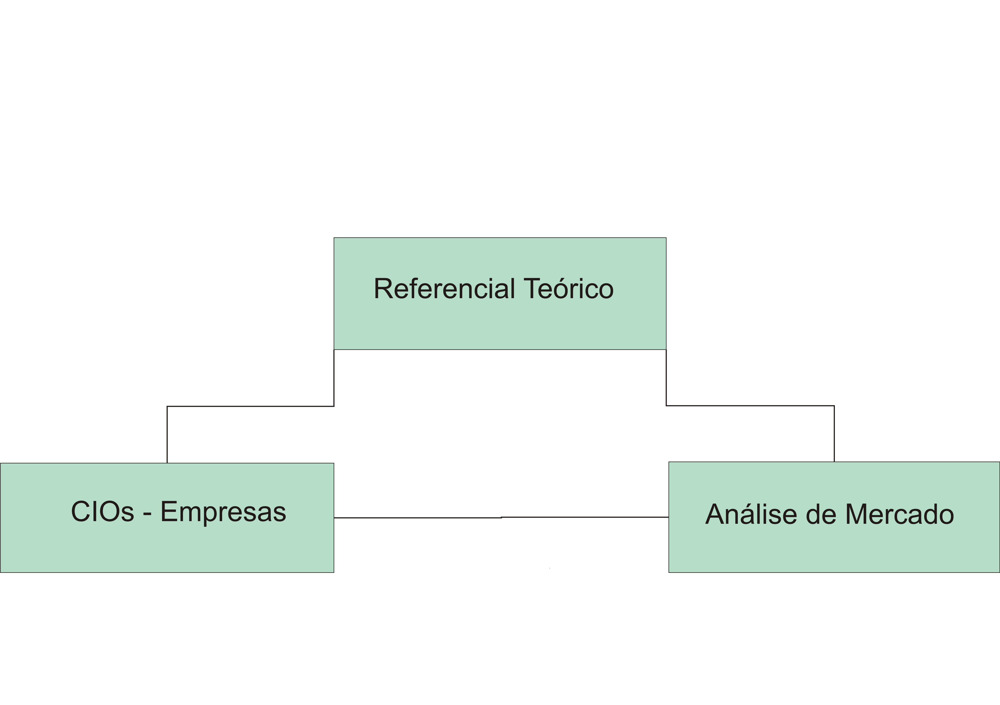 Referencial Teórico
CIOs - Empresas
Análise de Mercado